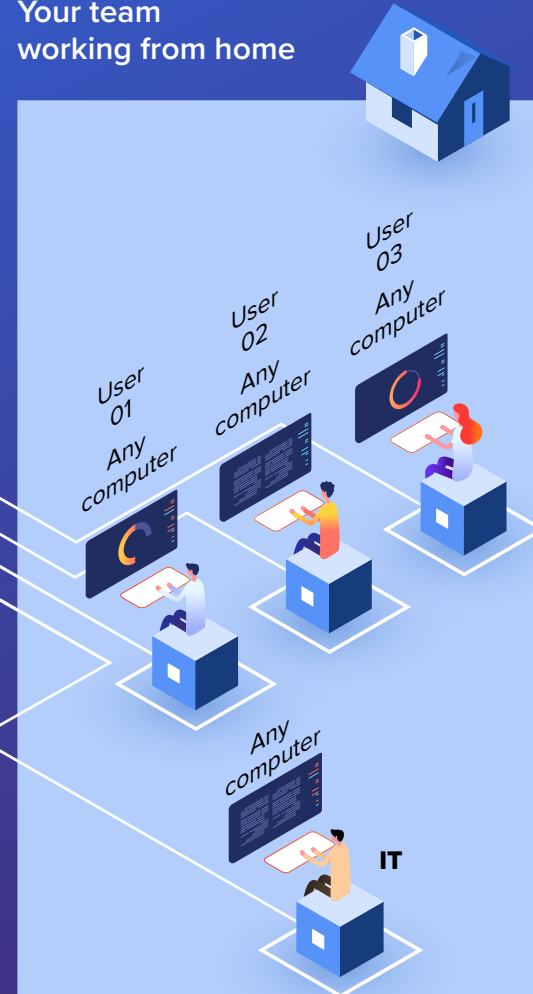 Your team
working from home
User
03
Any
computer
User
02
Any
computer
User
01
Any
computer
Any
computer
IT